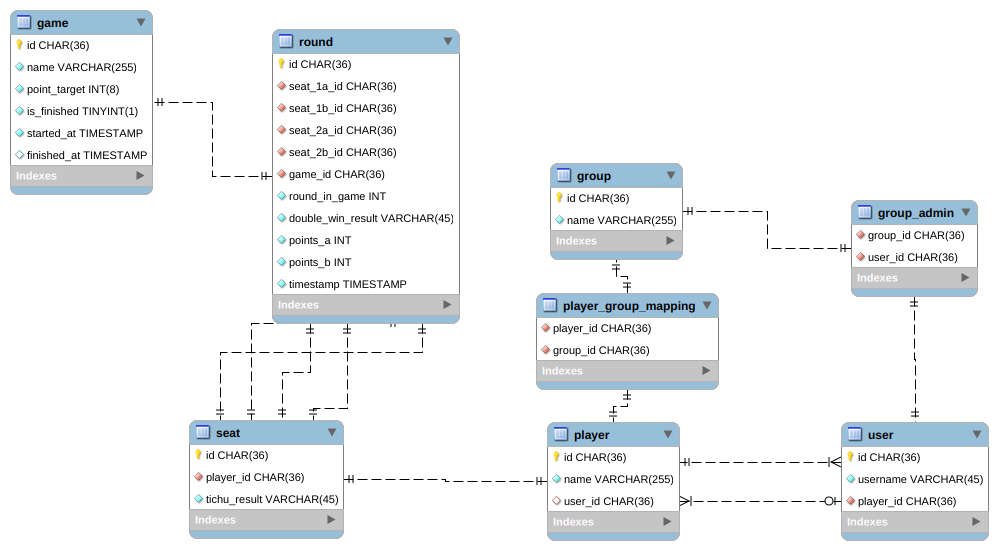 game
id CHAR(36)
name VARCHAR(255)
point_target INT(8)
is_finished TINYINT(1)
started_at TIMESTAMP
finished_at TIMESTAMP
Indexes
round
id CHAR(36)
seat_1a_id CHAR(36)
seat_1b_id CHAR(36)
seat_2a_id CHAR(36)
seat_2b_id CHAR(36)
game_id CHAR(36)
round_in_game INT
double_win_result VARCHAR(45)
points_a INT
points_b INT
timestamp TIMESTAMP
Indexes
group
id CHAR(36)
name VARCHAR(255)
Indexes
group_admin
group_id CHAR(36)
user_id CHAR(36)
Indexes
player_group_mapping
player_id CHAR(36)
group_id CHAR(36)
Indexes
seat
id CHAR(36)
player_id CHAR(36)
tichu_result VARCHAR(45)
Indexes
player
id CHAR(36)
name VARCHAR(255)
user_id CHAR(36)
Indexes
user
id CHAR(36)
username VARCHAR(45)
player_id CHAR(36)
Indexes